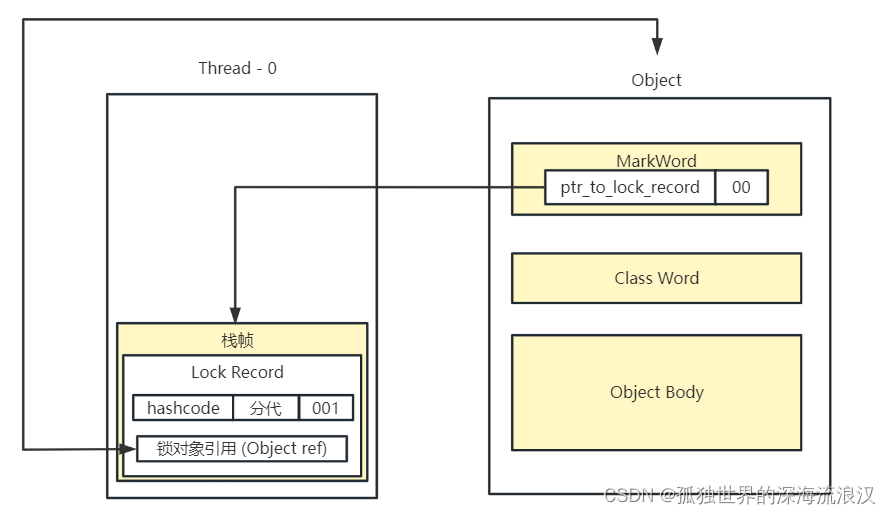 Thread - 0
栈帧
Lock Record
hashcode 分代 001
锁对象引用 (Object ref)
Object
MarkWord
ptr_to_lock_record 00
Class Word
Object Body
CSDN @孤独世界的深海流浪汉